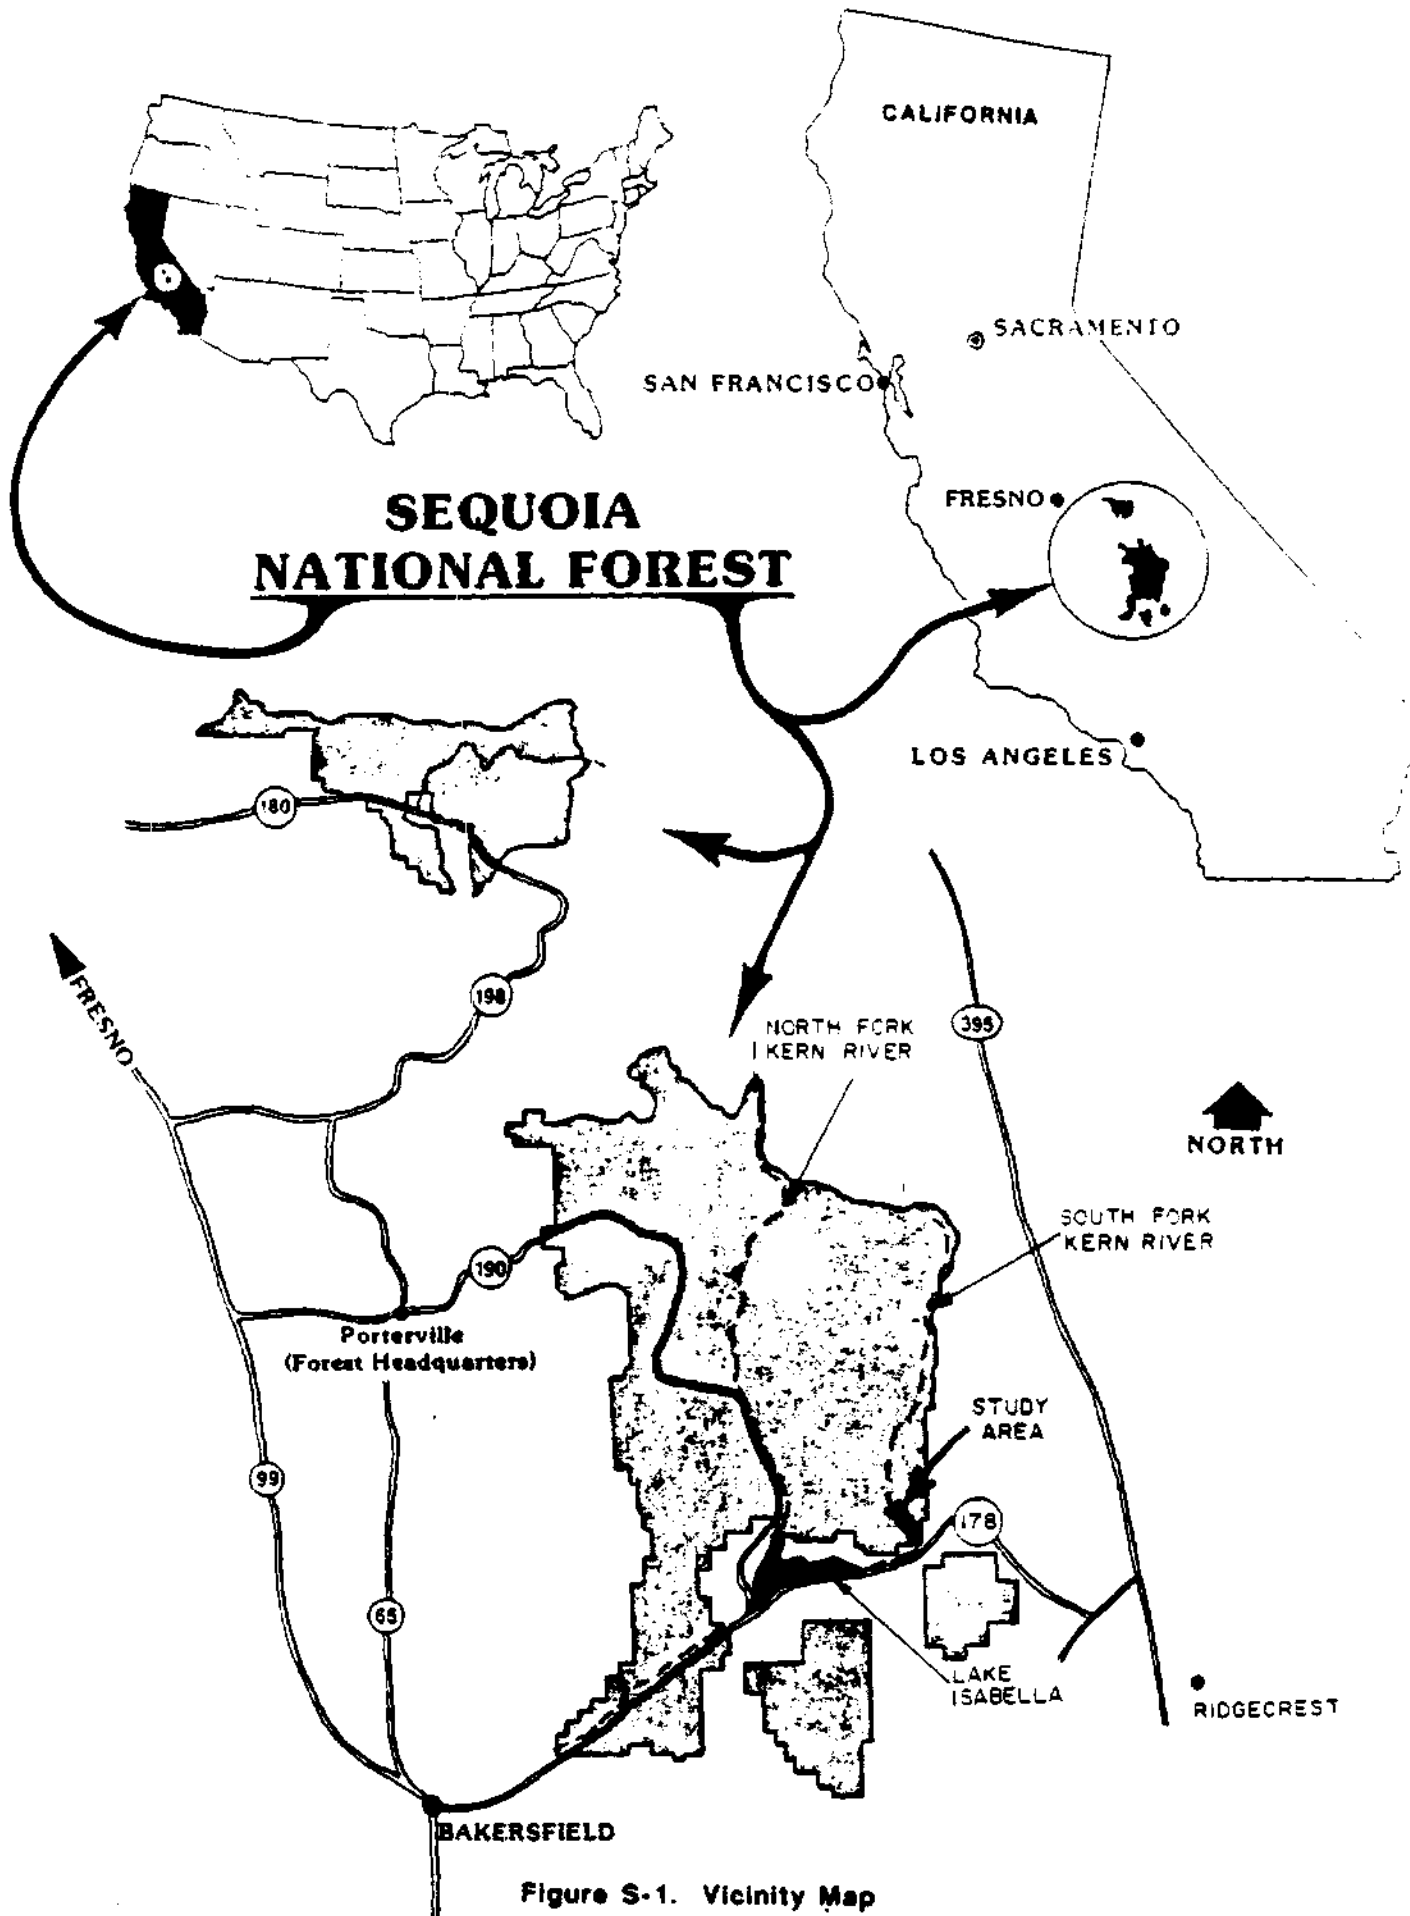 CALIFORNIA
SACRAMENTO
SAN FRANCISCO
FRESNO
SEQUOIA
NATIONAL FOREST
LOS ANGELES
180
198
FRESNO
NORTH FORK
KERN RIVER
395
NORTH
SOUTH FORK
KERN RIVER
190
Porterville
(Forest Headquarters)
STUDY
AREA
99
178
65
LAKE
ISABELLA
RIDGECREST
BAKERSFIELD
Figure S-1. Vicinity Map